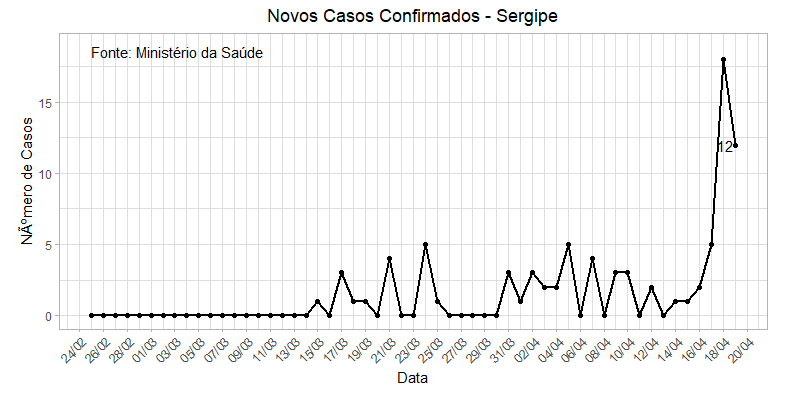 Novos Casos Confirmados - Sergipe
Fonte: Ministério da Saúde
NÃºmero de Casos
15
10
5
0
12
24/02 26/02 28/02 01/03 03/03 05/03 07/03 09/03 11/03 13/03 15/03 17/03 19/03 21/03 23/03 25/03 27/03 29/03 31/03 02/04 04/04 06/04 08/04 10/04 12/04 14/04 16/04 18/04 20/04
Data